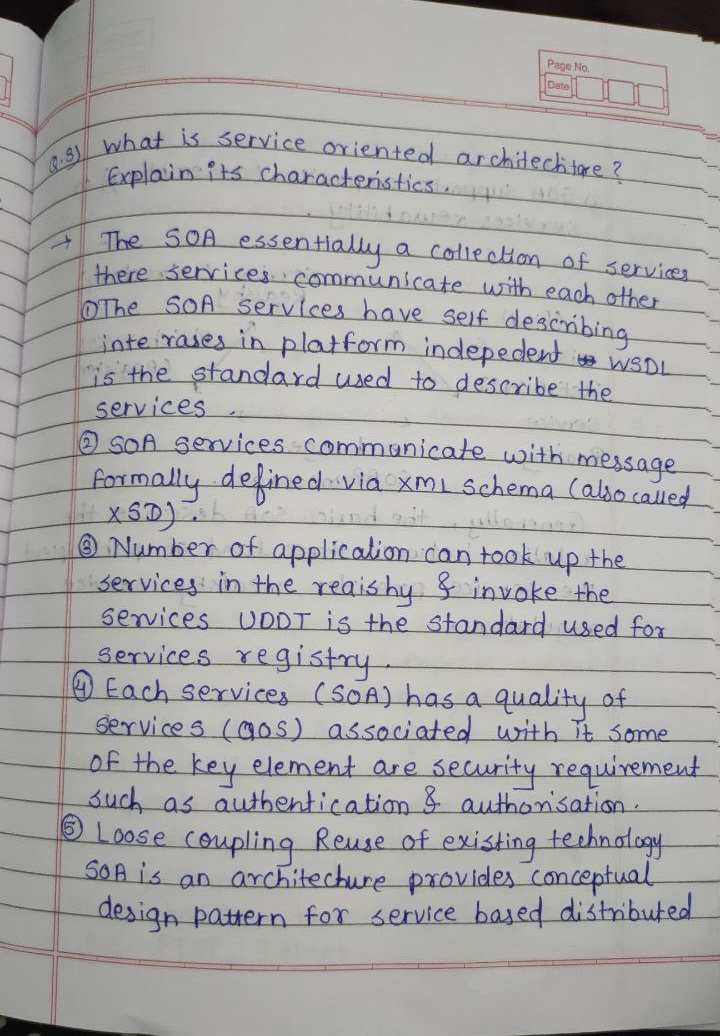 Page No.
Date
Q.3) what is service oriented architechtore?
Explain its characteristics.
→ The SOA essentially a collection of services
there services communicate with each other
① The SOA services have self describing
inte rases in platform indepedent WSDL
is the standard used to describe the
services.
② SOA services communicate with message
formally defined via XML schema (also called
XSD).
③ Number of application can took up the
services in the reaishy & invoke the
services UDDT is the standard used for
services registry.
④ Each services (SOA) has a quality of
services (qos) associated with it some
of the key element are security requirement
such as authentication & authorisation.
⑤ Loose coupling Reuse of existing technology
SOA is an architechure provides conceptual
design pattern for service based distributed